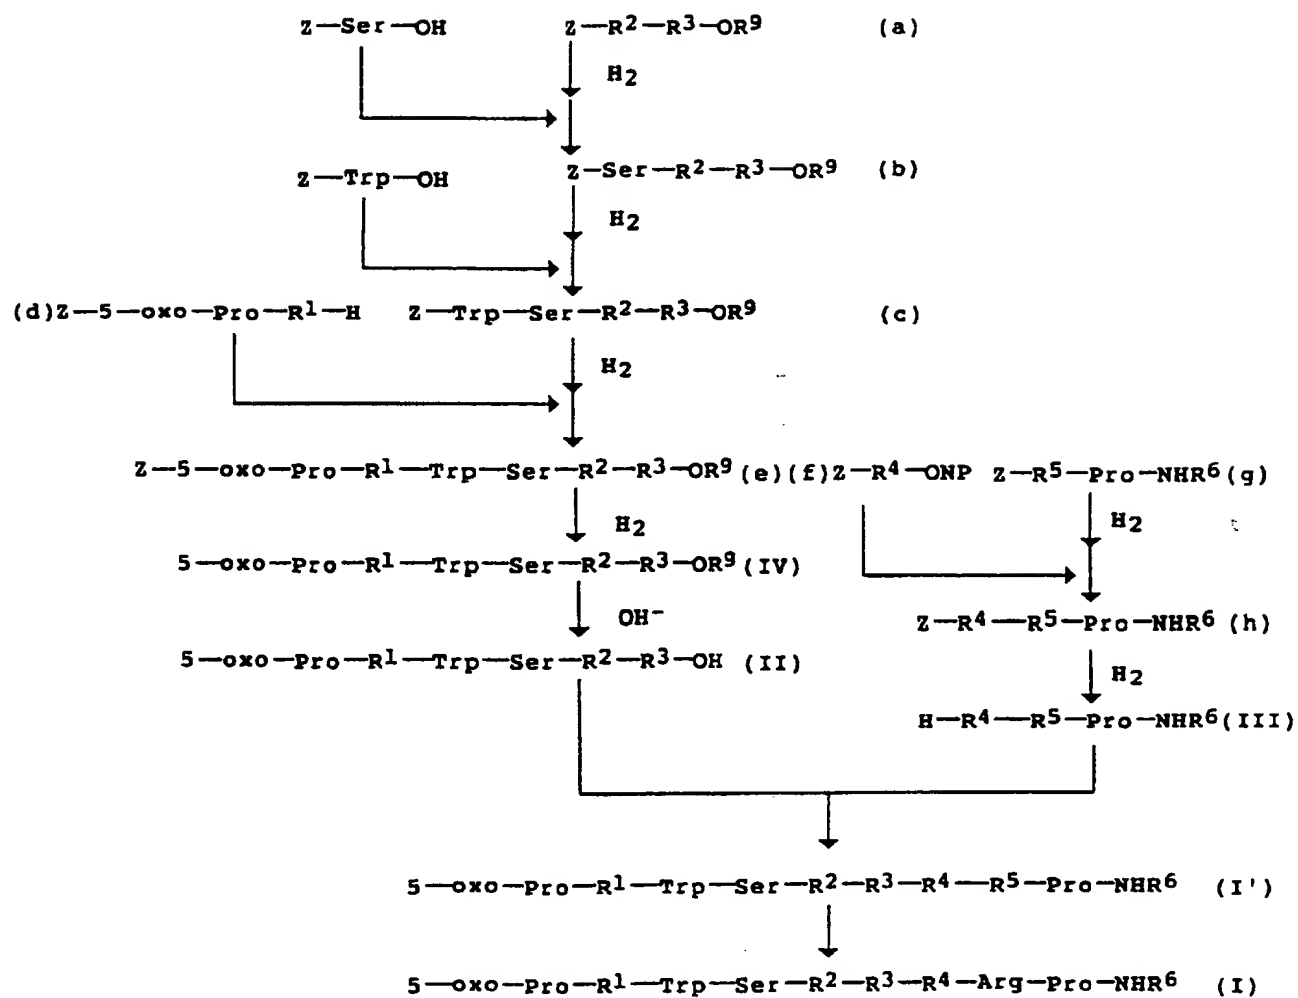 Z—Ser—OH Z—R²—R³—OR⁹ (a)
H₂
Z—Ser—R²—R³—OR⁹ (b)
Z—Trp—OH
H₂
(d)Z—5—oxo—Pro—R¹—H Z—Trp—Ser—R²—R³—OR⁹ (c)
H₂
Z—5—oxo—Pro—R¹—Trp—Ser—R²—R³—OR⁹ (e) (f)Z—R⁴—ONP Z—R⁵—Pro—NHR⁶(g)
H₂ H₂
5—oxo—Pro—R¹—Trp—Ser—R²—R³—OR⁹ (IV)
OH⁻ Z—R⁴—R⁵—Pro—NHR⁶ (h)
5—oxo—Pro—R¹—Trp—Ser—R²—R³—OH (II)
H₂
H—R⁴—R⁵—Pro—NHR⁶(III)
5—oxo—Pro—R¹—Trp—Ser—R²—R³—R⁴—R⁵—Pro—NHR⁶ (I')
5—oxo—Pro—R¹—Trp—Ser—R²—R³—R⁴—Arg—Pro—NHR⁶ (I)